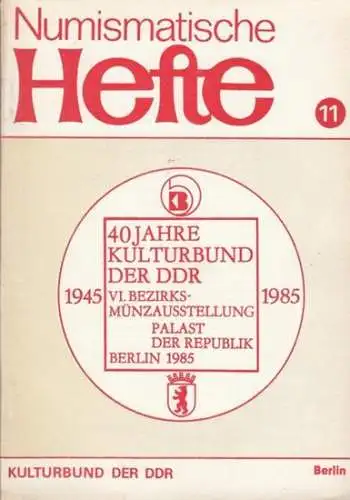 Numismatische
Hefte
11
KB
40 JAHRE
KULTURBUND
DER DDR
1945 VI. BEZIRKS- 1985
MÜNZAUSSTELLUNG
PALAST
DER REPUBLIK
BERLIN 1985
KULTURBUND DER DDR Berlin